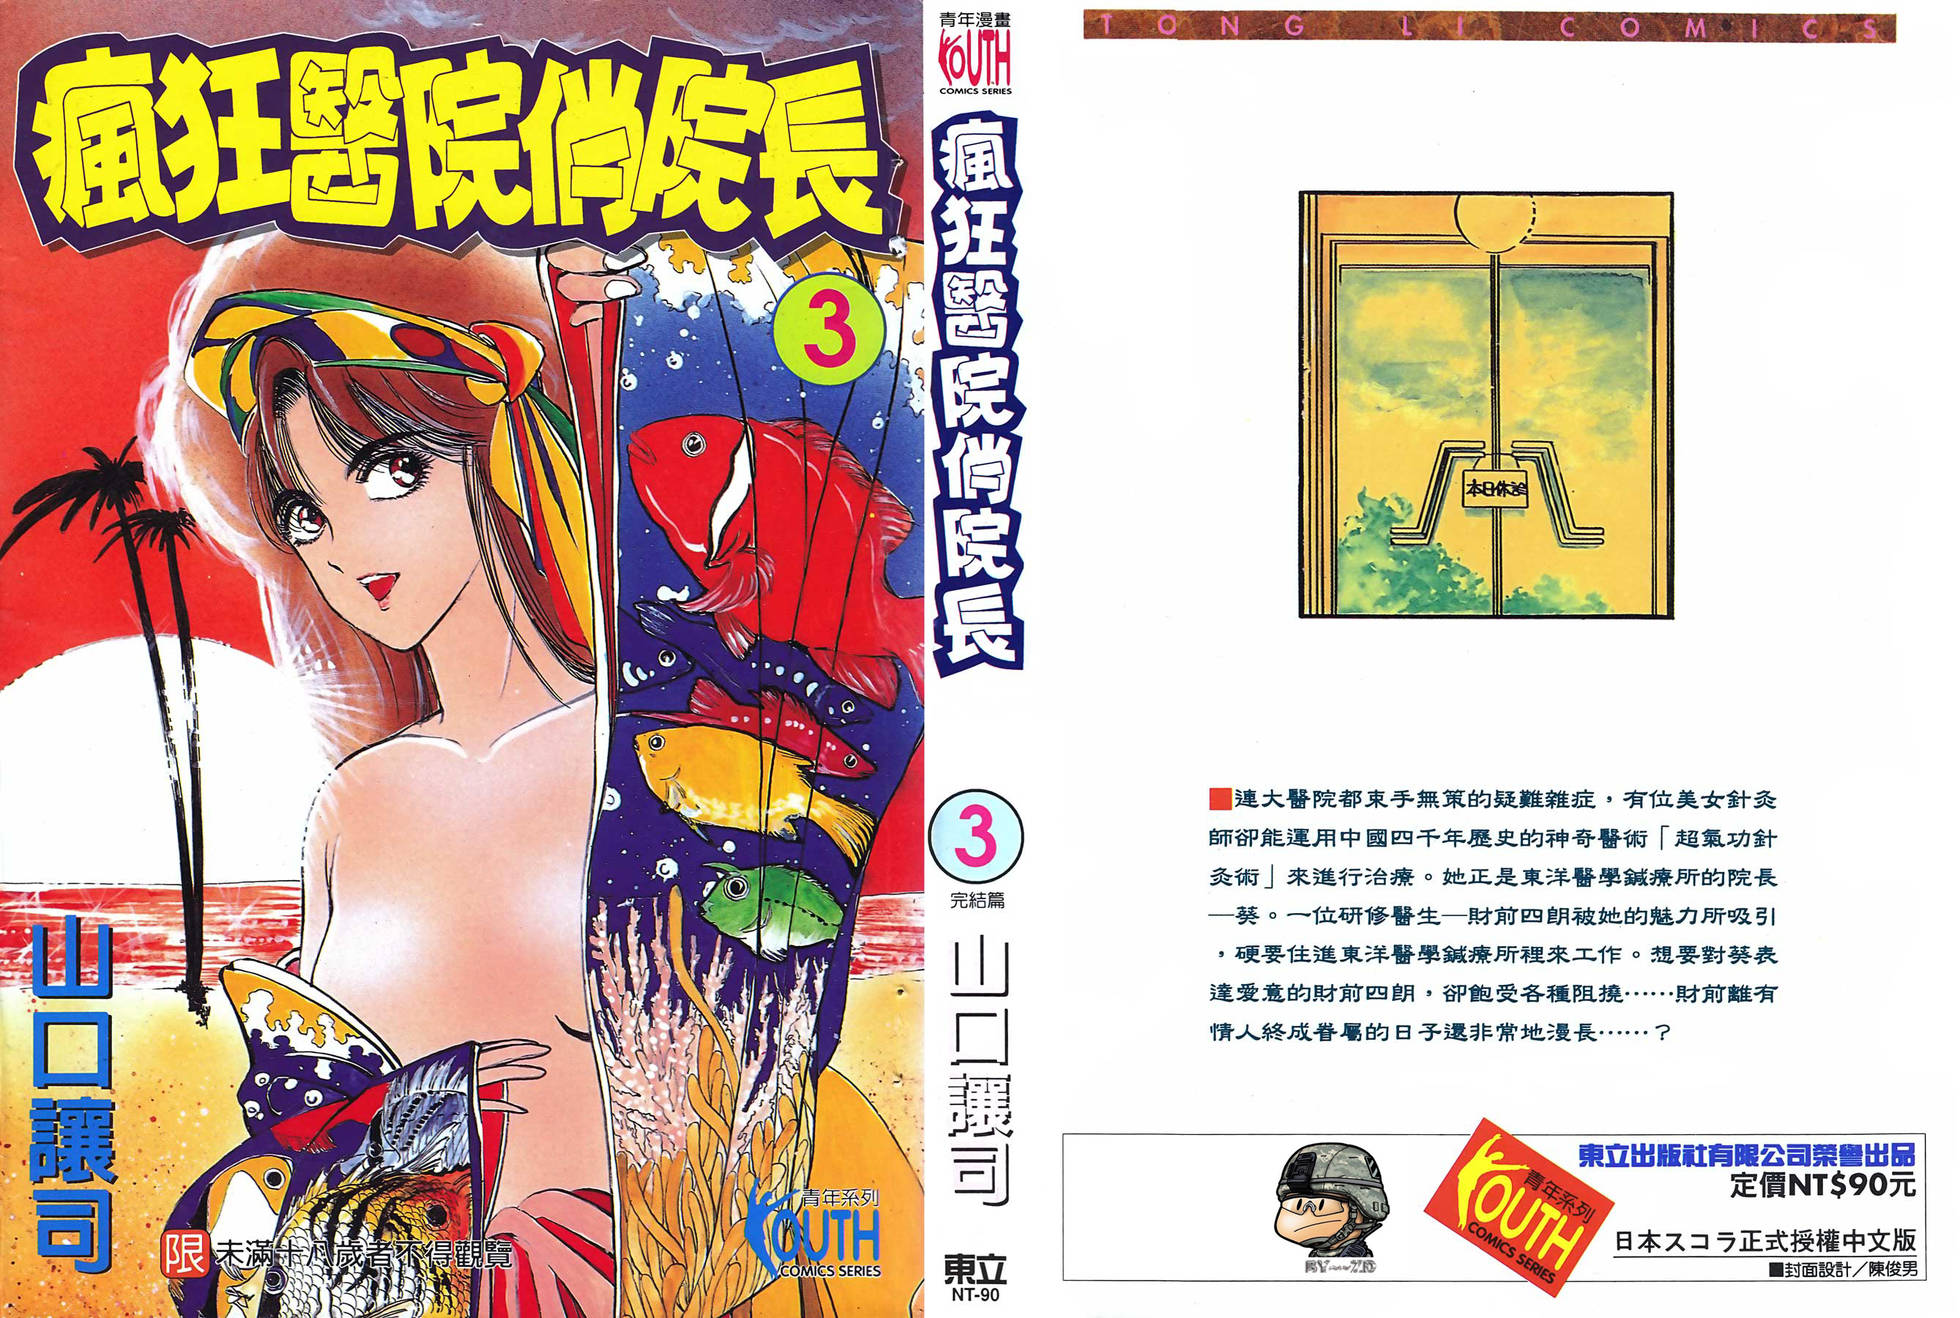 瘋狂醫院俏院長
3
山口讓司
限 未滿十八歲者不得觀覽
青年系列
YOUTH
COMICS SERIES
青年漫畫
YOUTH
COMICS SERIES
瘋狂醫院俏院長
3
完結篇
山口讓司
東立
NT-90
TONG LI COMICS
本日休診
■連大醫院都束手無策的疑難雜症，有位美女針灸
師卻能運用中國四千年歷史的神奇醫術「超氣功針
灸術」來進行治療。她正是東洋醫學鍼療所的院長
—葵。一位研修醫生—財前四朗被她的魅力所吸引
，硬要住進東洋醫學鍼療所裡來工作。想要對葵表
達愛意的財前四朗，卻飽受各種阻撓……財前離有
情人終成眷屬的日子還非常地漫長……？
BY---ZD
青年系列
YOUTH
COMICS SERIES
東立出版社有限公司榮譽出品
定價NT$90元
日本スコラ正式授權中文版
■封面設計／陳俊男